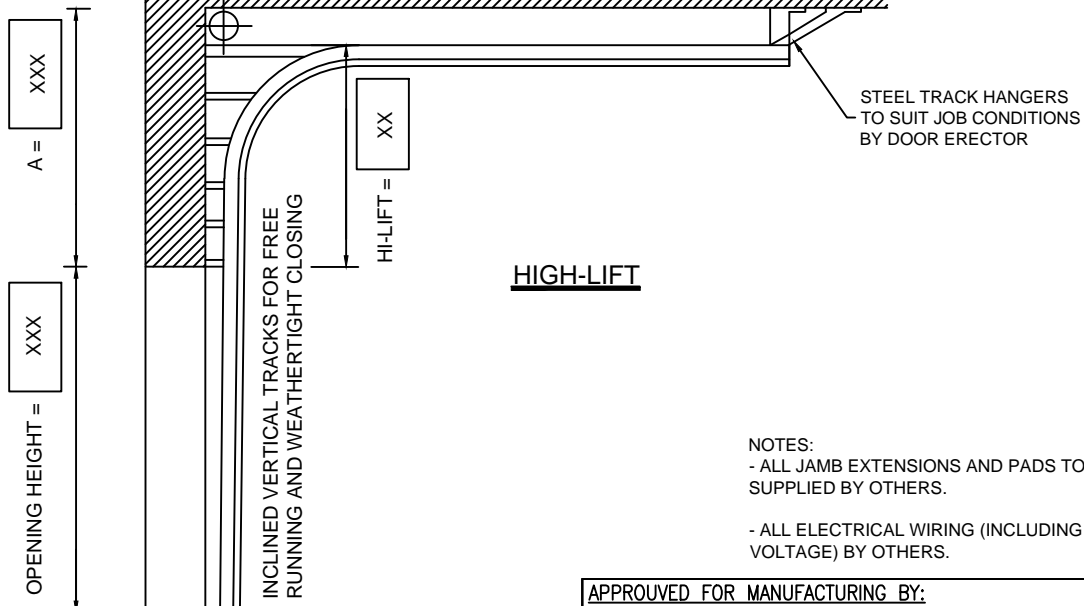 XXX
A =
XX
HI-LIFT =
STEEL TRACK HANGERS
TO SUIT JOB CONDITIONS
BY DOOR ERECTOR
HIGH-LIFT
XXX
OPENING HEIGHT =
INCLINED VERTICAL TRACKS FOR FREE
RUNNING AND WEATHERTIGHT CLOSING
NOTES:
- ALL JAMB EXTENSIONS AND PADS TO
SUPPLIED BY OTHERS.
- ALL ELECTRICAL WIRING (INCLUDING
VOLTAGE) BY OTHERS.
APPROUVED FOR MANUFACTURING BY: